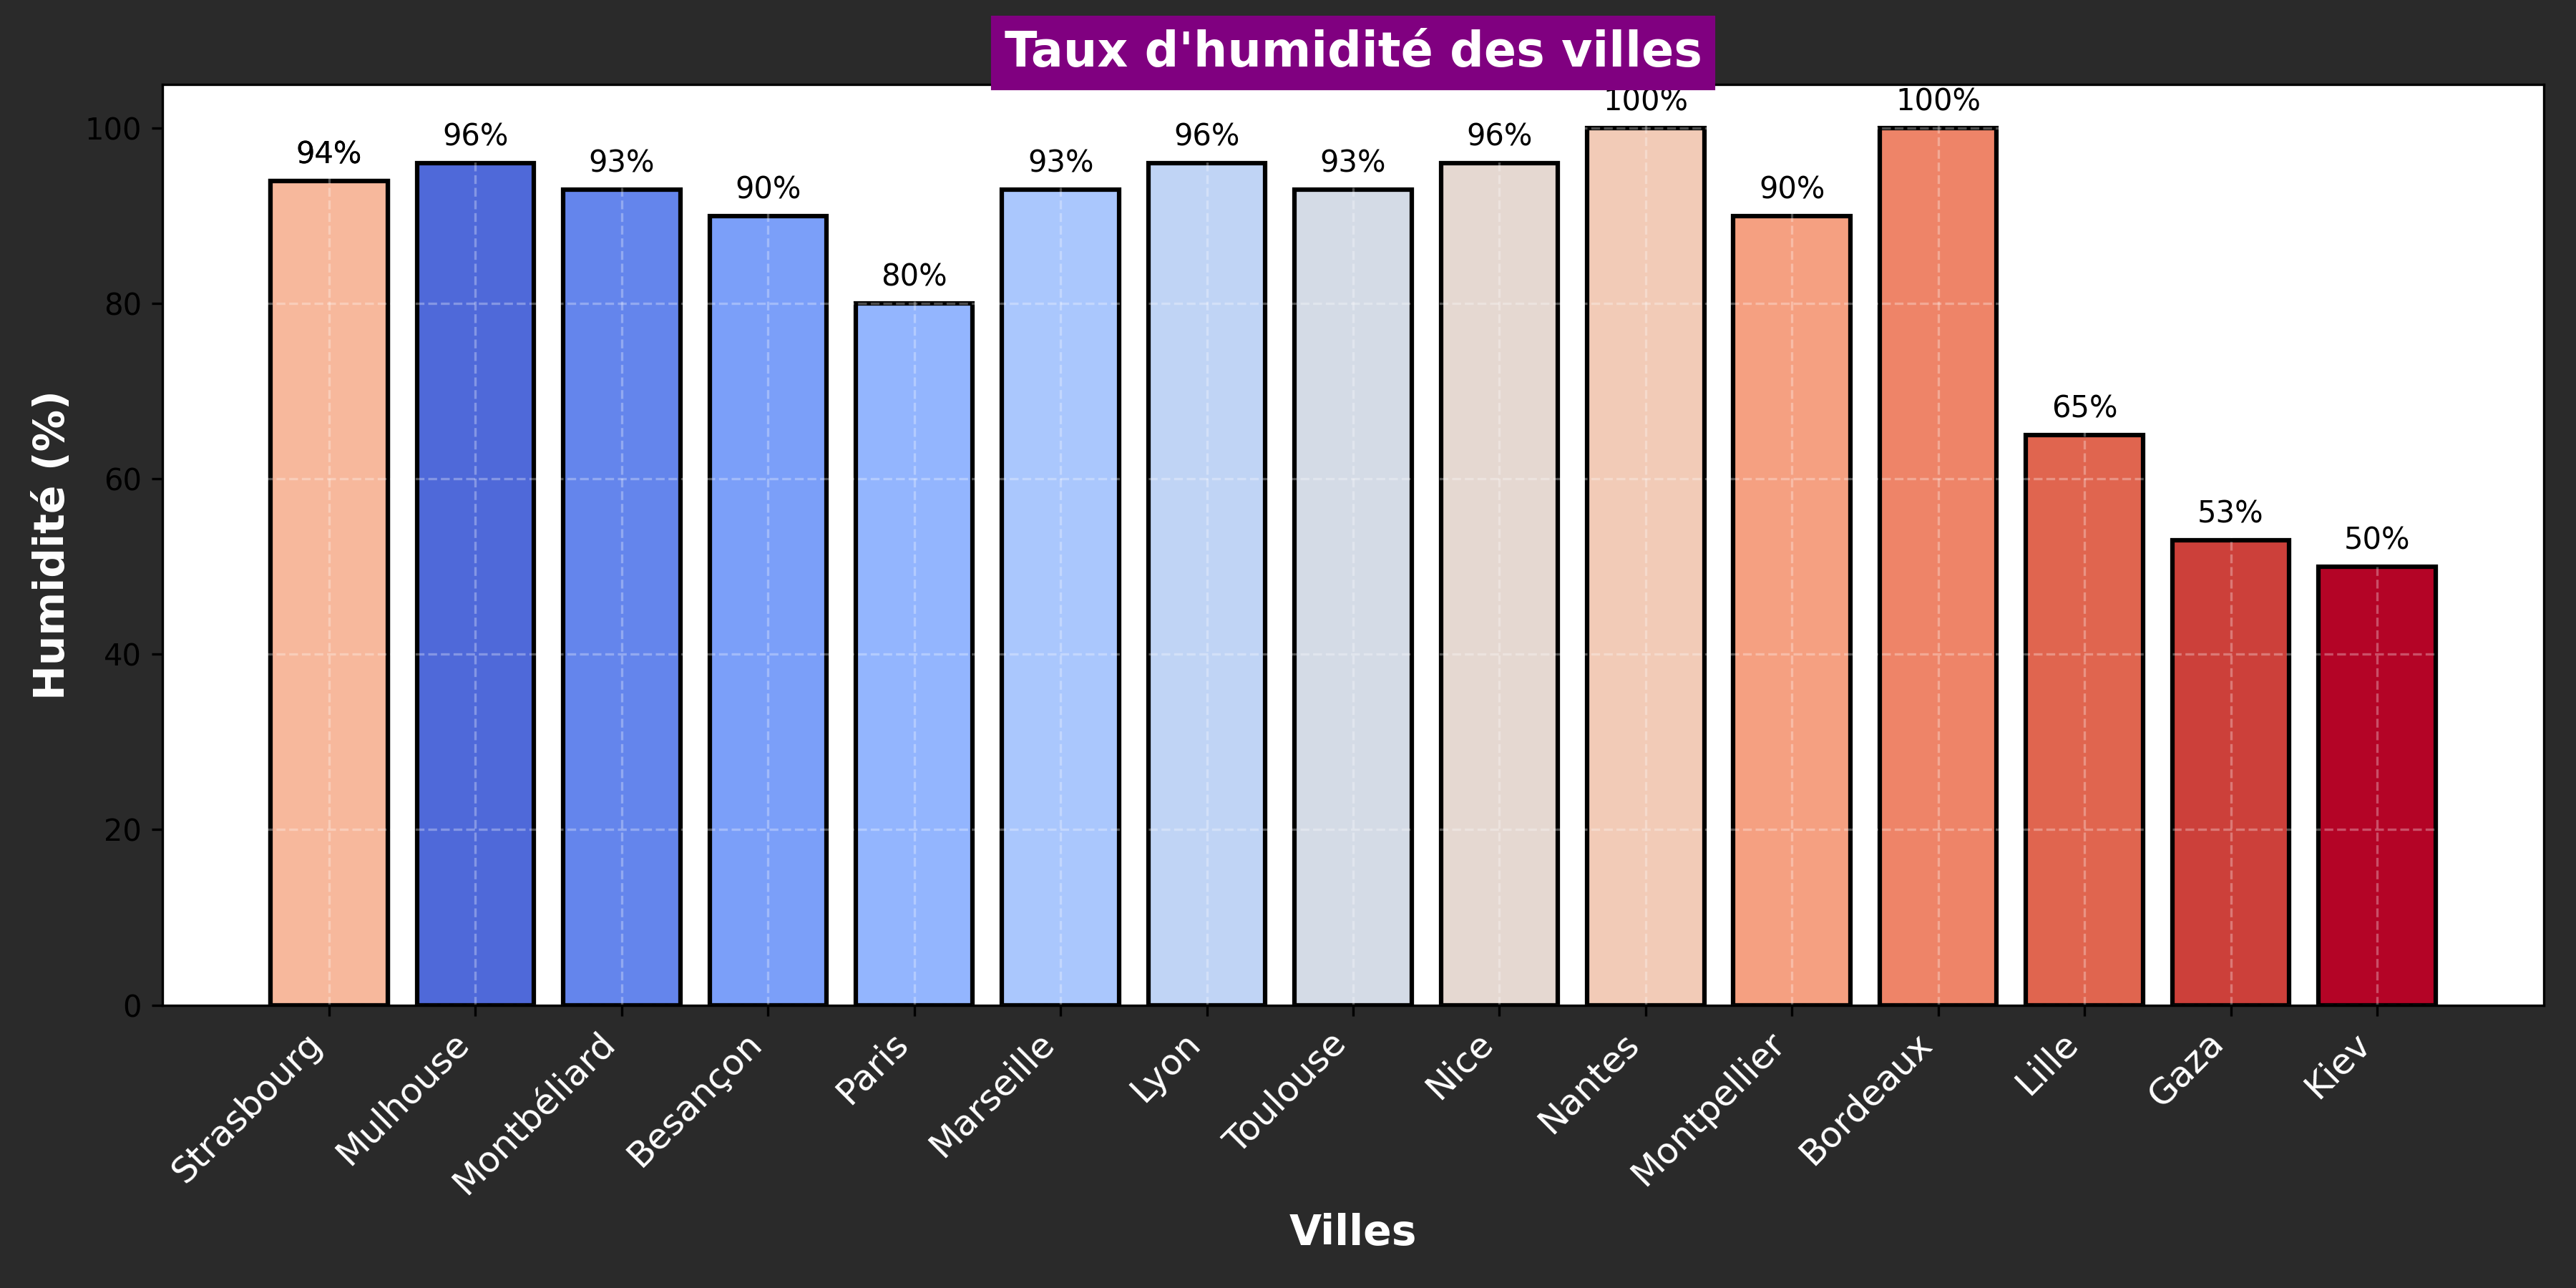 Taux d'humidité des villes
100% 100%
96% 96% 96%
94% 93% 93% 93%
90% 90%
80%
65%
53%
50%
100
80
60
40
20
0
Humidité (%)
Strasbourg
Mulhouse
Montbéliard
Besançon
Paris
Marseille
Lyon
Toulouse
Nice
Nantes
Montpellier
Bordeaux
Lille
Gaza
Kiev
Villes